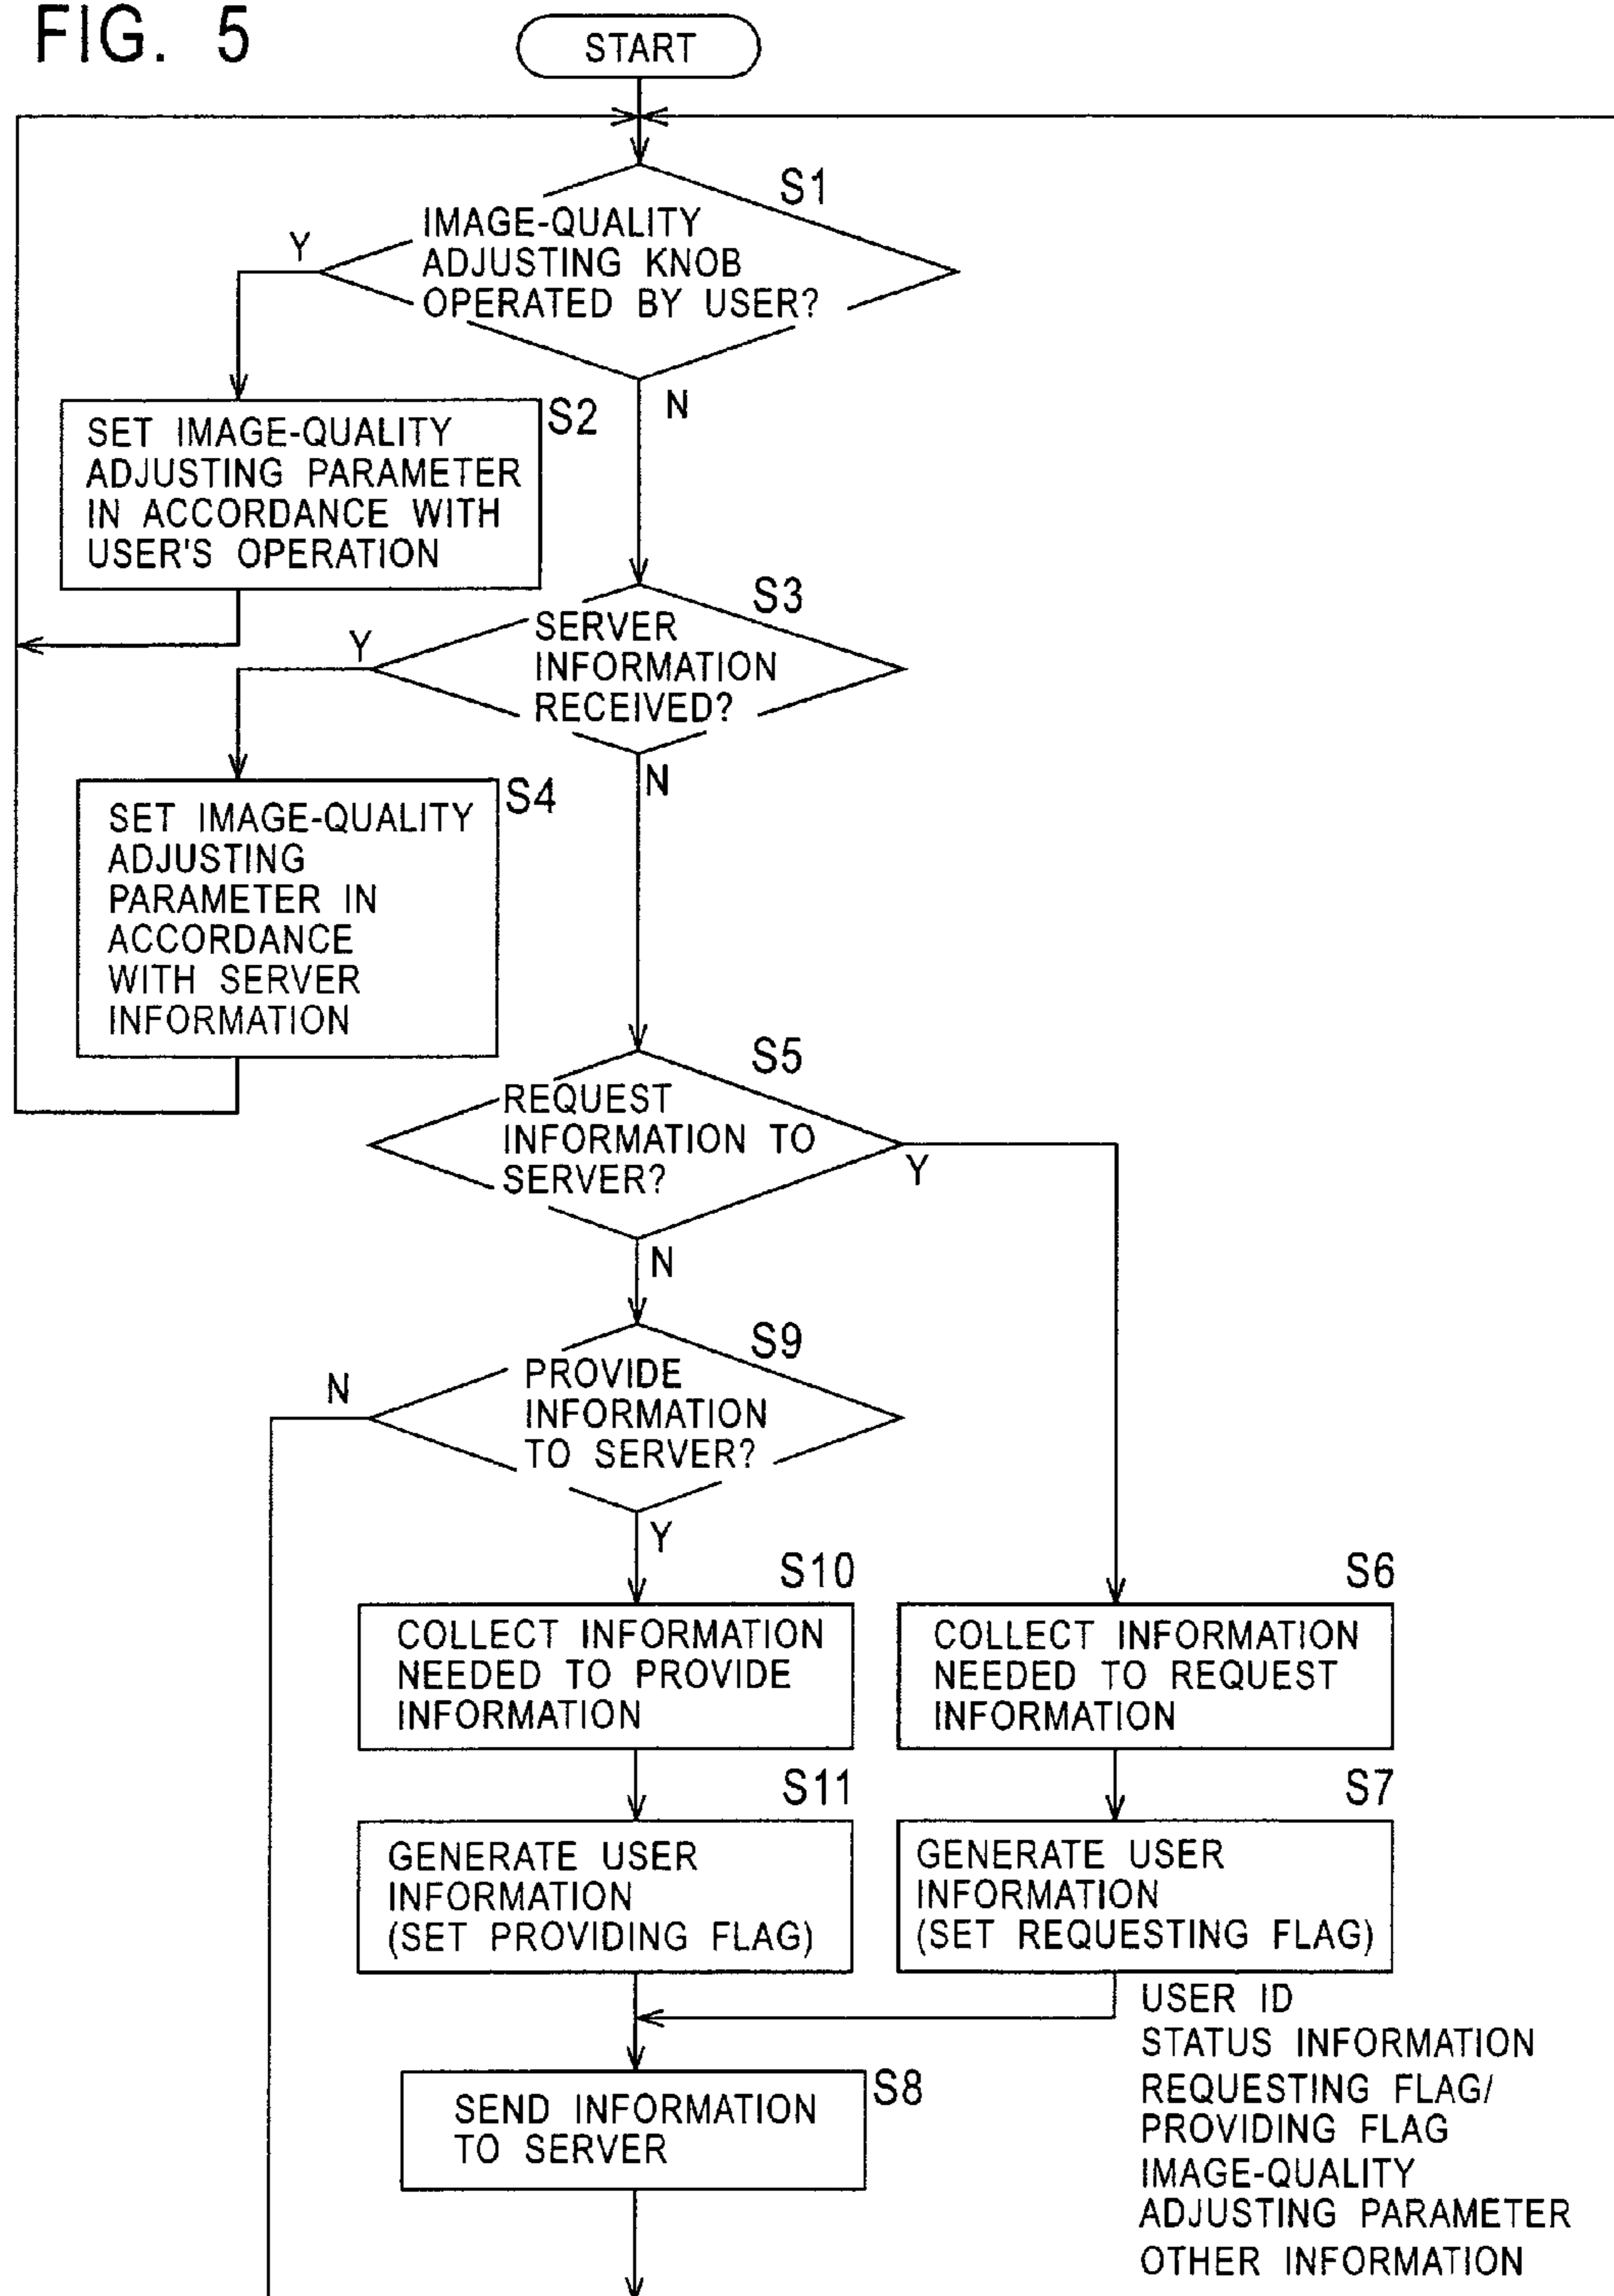 FIG. 5
START
S1
IMAGE-QUALITY
ADJUSTING KNOB
OPERATED BY USER?
Y
N
S2
SET IMAGE-QUALITY
ADJUSTING PARAMETER
IN ACCORDANCE WITH
USER'S OPERATION
S3
SERVER
INFORMATION
RECEIVED?
Y
N
S4
SET IMAGE-QUALITY
ADJUSTING
PARAMETER IN
ACCORDANCE
WITH SERVER
INFORMATION
S5
REQUEST
INFORMATION TO
SERVER?
Y
N
S9
PROVIDE
INFORMATION
TO SERVER?
N
Y
S10
COLLECT INFORMATION
NEEDED TO PROVIDE
INFORMATION
S6
COLLECT INFORMATION
NEEDED TO REQUEST
INFORMATION
S11
GENERATE USER
INFORMATION
(SET PROVIDING FLAG)
S7
GENERATE USER
INFORMATION
(SET REQUESTING FLAG)
USER ID
STATUS INFORMATION
REQUESTING FLAG/
PROVIDING FLAG
IMAGE-QUALITY
ADJUSTING PARAMETER
OTHER INFORMATION
S8
SEND INFORMATION
TO SERVER